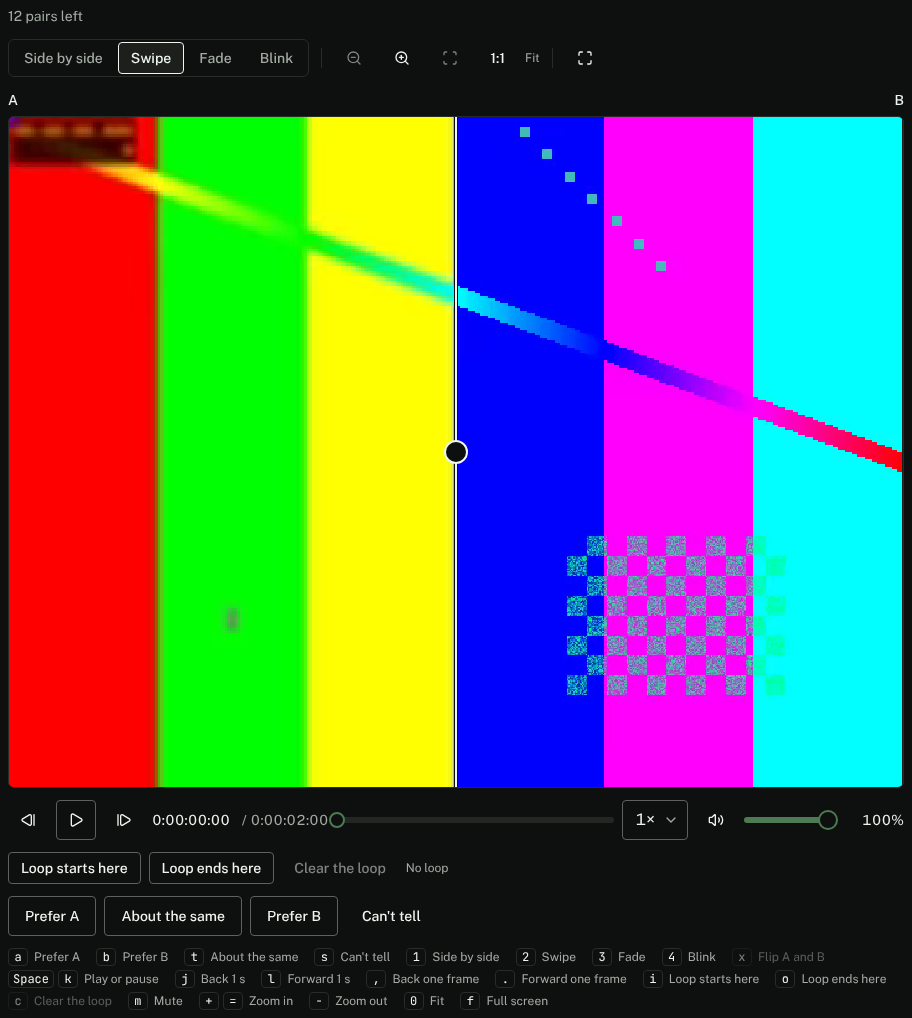 12 pairs left
Side by side Swipe Fade Blink 1:1 Fit
A B
0:00:00:00 / 0:00:02:00 1× 100%
Loop starts here Loop ends here Clear the loop No loop
Prefer A About the same Prefer B Can't tell
a Prefer A b Prefer B t About the same s Can't tell 1 Side by side 2 Swipe 3 Fade 4 Blink x Flip A and B
Space k Play or pause j Back 1 s l Forward 1 s , Back one frame . Forward one frame i Loop starts here o Loop ends here
c Clear the loop m Mute + = Zoom in - Zoom out 0 Fit f Full screen